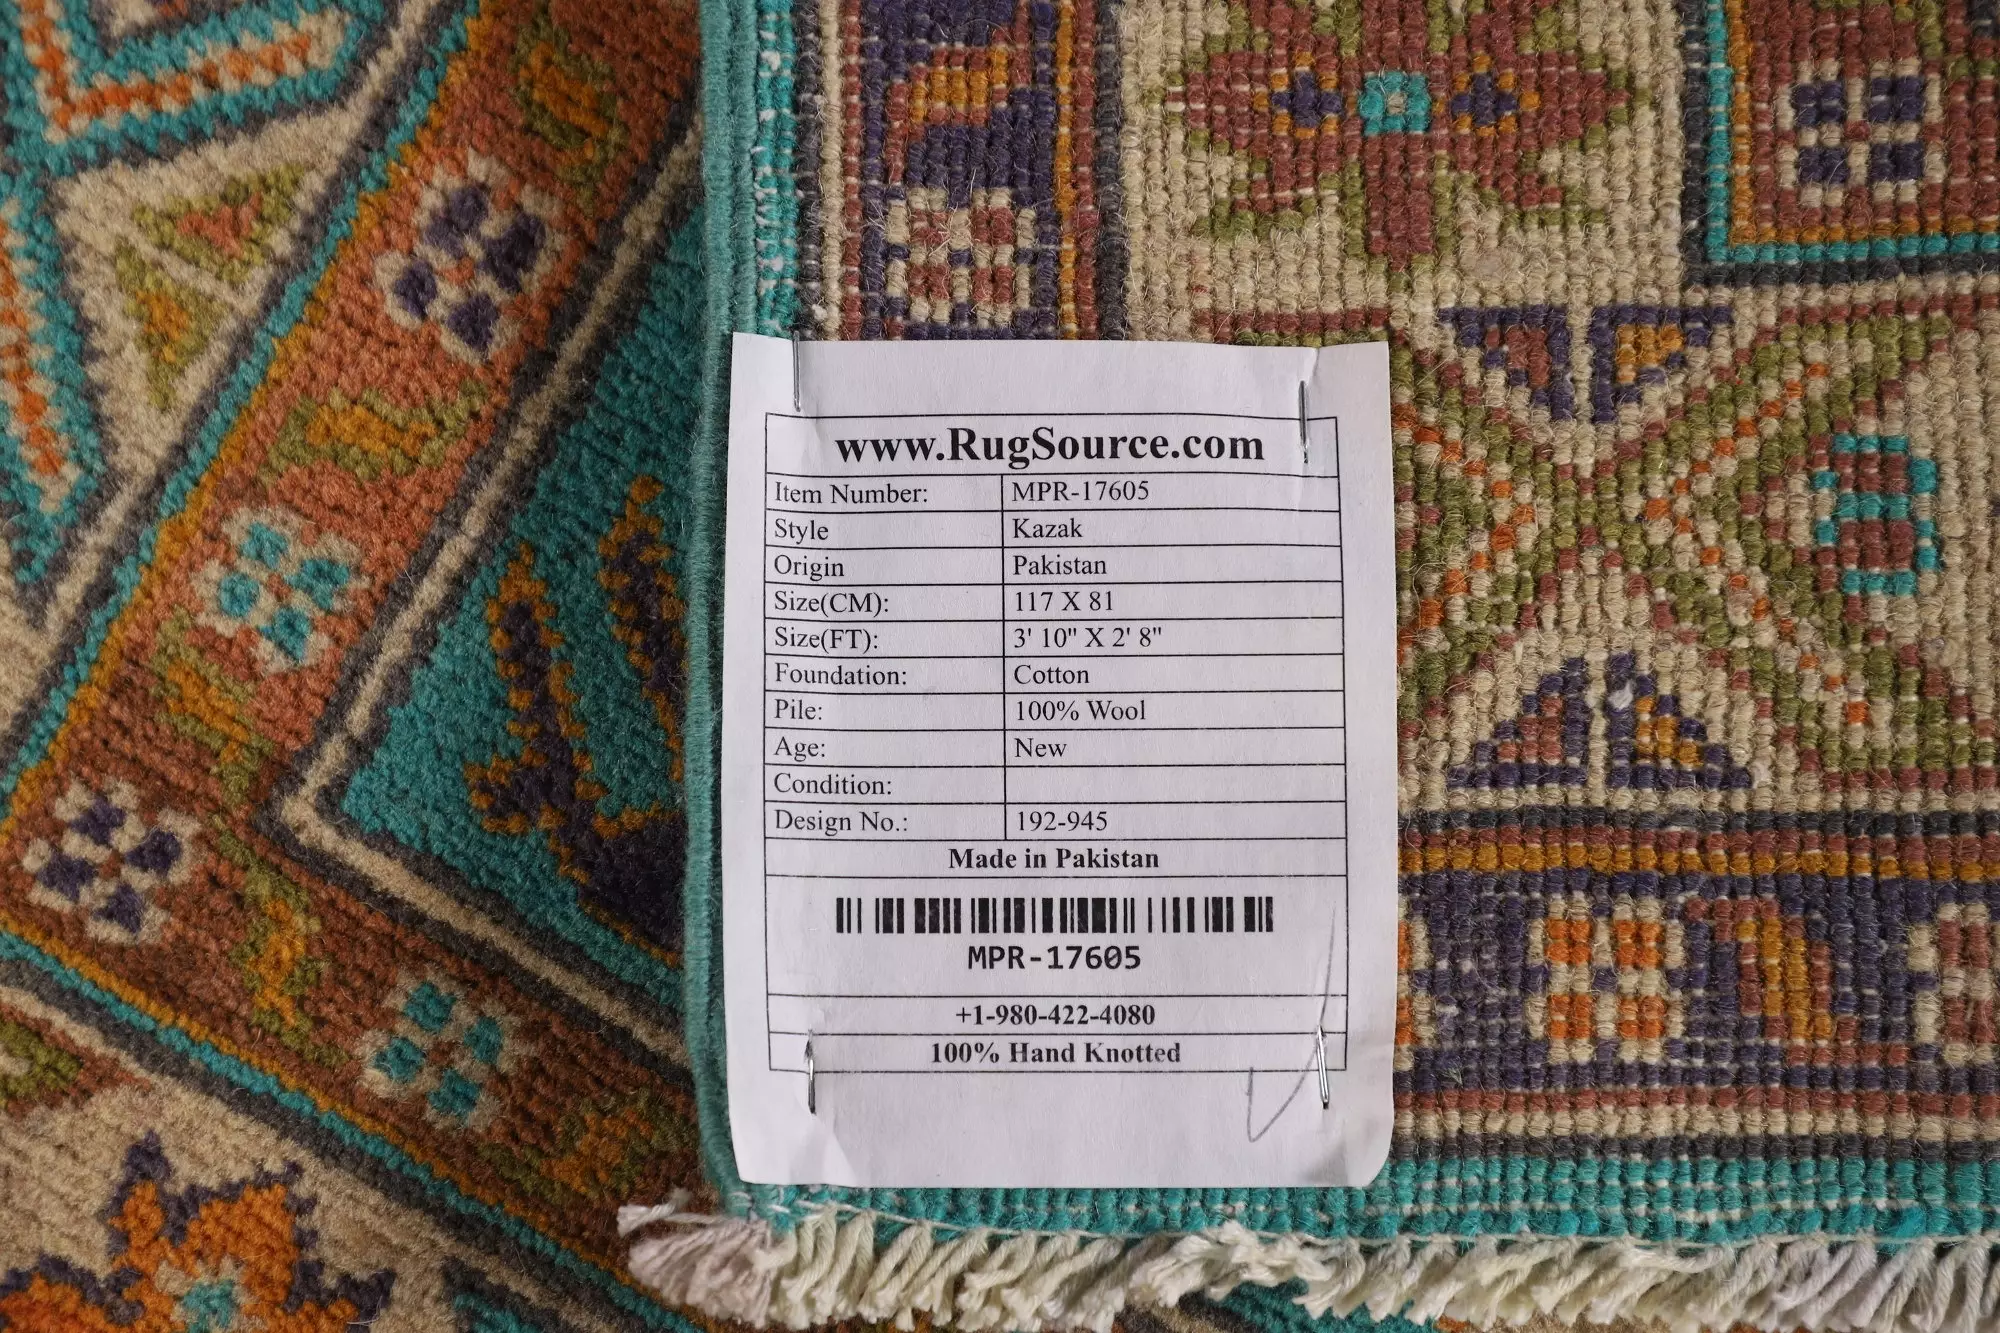 www.RugSource.com
Item Number: MPR-17605
Style Kazak
Origin Pakistan
Size(CM): 117 X 81
Size(FT): 3' 10" X 2' 8"
Foundation: Cotton
Pile: 100% Wool
Age: New
Condition:
Design No.: 192-945
Made in Pakistan
MPR-17605
+1-980-422-4080
100% Hand Knotted